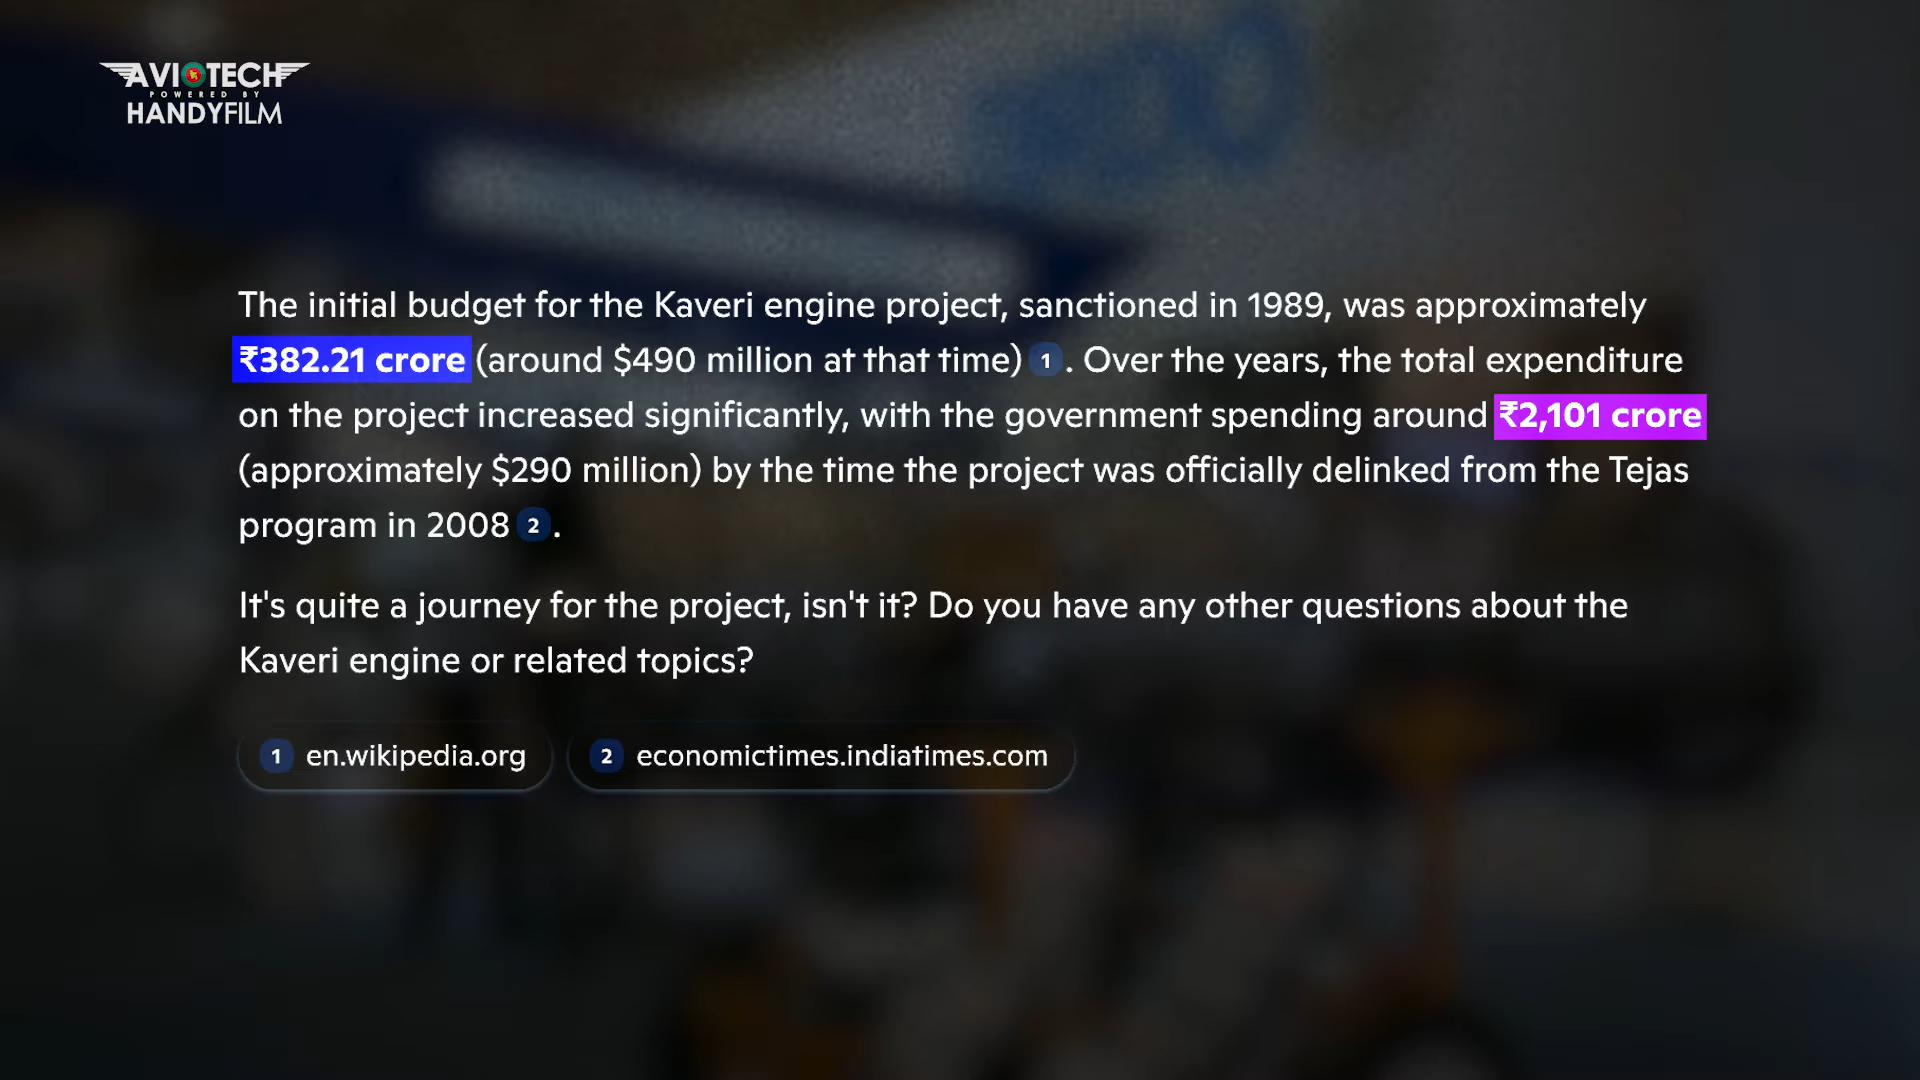 AVIOTECH
POWERED BY
HANDYFILM
The initial budget for the Kaveri engine project, sanctioned in 1989, was approximately
₹382.21 crore (around $490 million at that time) 1. Over the years, the total expenditure
on the project increased significantly, with the government spending around ₹2,101 crore
(approximately $290 million) by the time the project was officially delinked from the Tejas
program in 2008 2.
It's quite a journey for the project, isn't it? Do you have any other questions about the
Kaveri engine or related topics?
1 en.wikipedia.org 2 economictimes.indiatimes.com